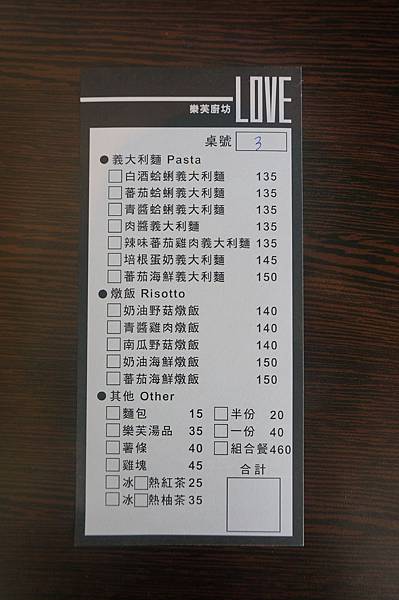 樂芙廚坊 LOVE
桌號 3
● 義大利麵 Pasta
□ 白酒蛤蜊義大利麵 135
□ 蕃茄蛤蜊義大利麵 135
□ 青醬蛤蜊義大利麵 135
□ 肉醬義大利麵 135
□ 辣味蕃茄雞肉義大利麵 135
□ 培根蛋奶義大利麵 145
□ 蕃茄海鮮義大利麵 150
● 燉飯 Risotto
□ 奶油野菇燉飯 140
□ 青醬雞肉燉飯 140
□ 南瓜野菇燉飯 140
□ 奶油海鮮燉飯 150
□ 蕃茄海鮮燉飯 150
● 其他 Other
□ 麵包 15 □ 半份 20
□ 樂芙湯品 35 □ 一份 40
□ 薯條 40 □ 組合餐 460
□ 雞塊 45 合計
□ 冰 □ 熱紅茶 25
□ 冰 □ 熱柚茶 35